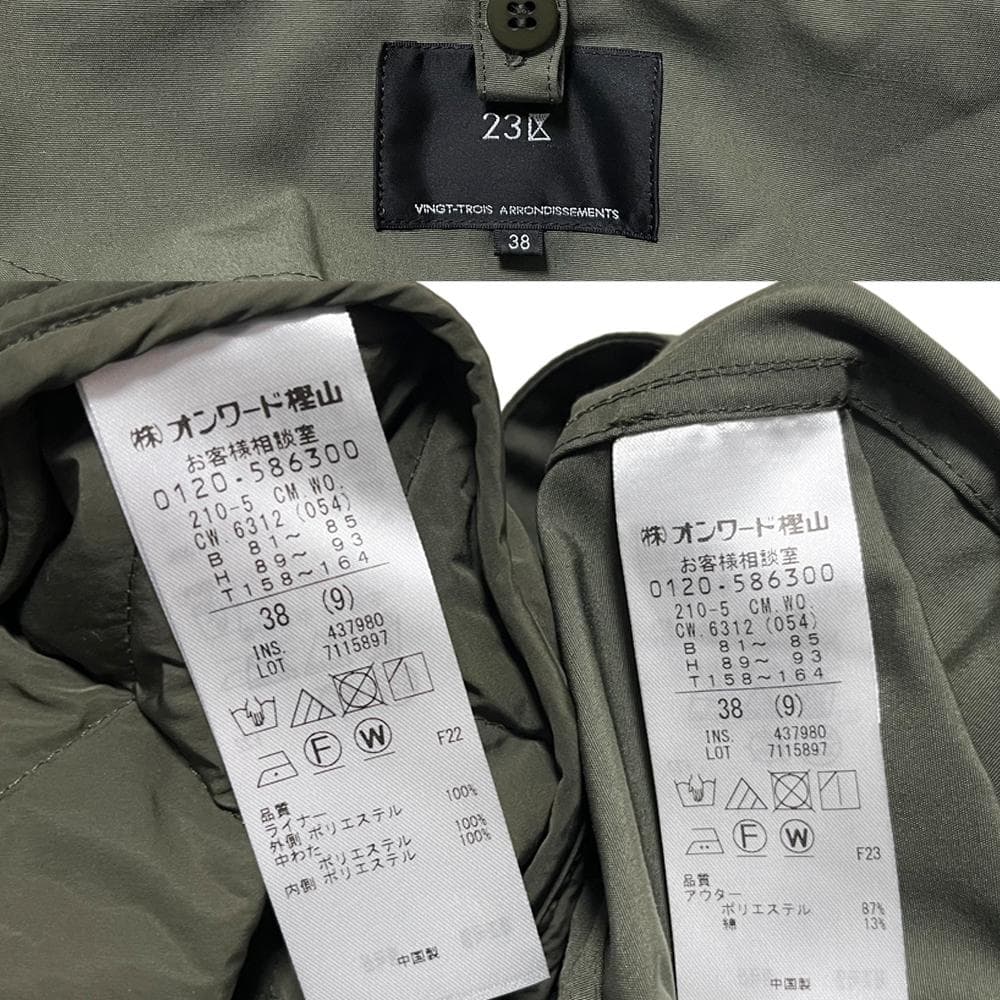 23区
VINGT-TROIS ARRONDISSEMENTS
38
(株)オンワード樫山
お客様相談室
0120-586300
210-5 CM.WO.
CW.6312(054)
B 81～ 85
H 89～ 93
T158～164
38 (9)
INS. 437980
LOT 7115897
F W
F22
品質
ライナー
外側 ポリエステル 100%
中わた
ポリエステル 100%
内側 ポリエステル 100%
中国製
(株)オンワード樫山
お客様相談室
0120-586300
210-5 CM.WO.
CW.6312(054)
B 81～ 85
H 89～ 93
T158～164
38 (9)
INS. 437980
LOT 7115897
F W
F23
品質
アウター
ポリエステル 87%
綿 13%
中国製